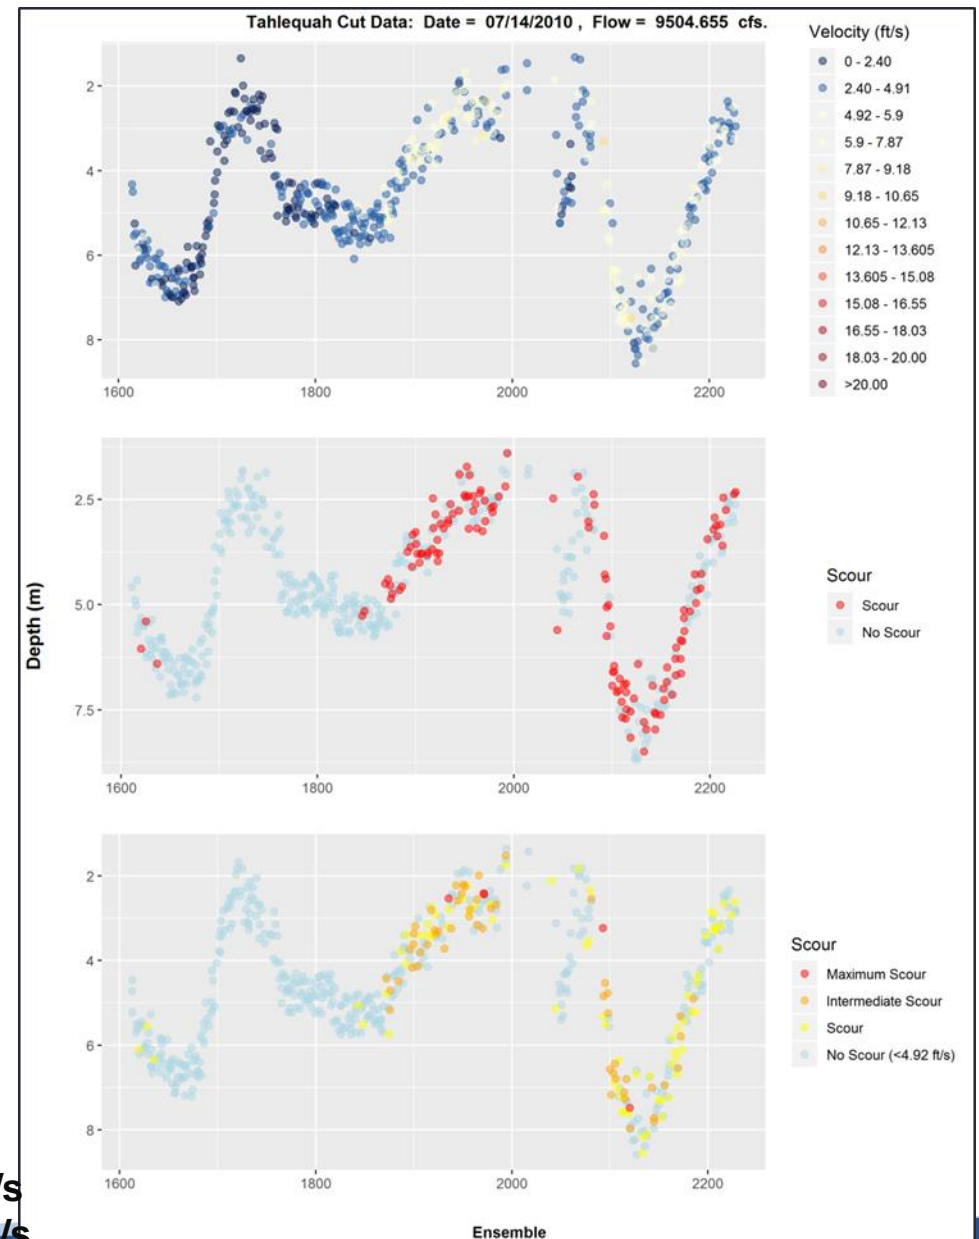 Tahlequah Cut Data: Date = 07/14/2010 , Flow = 9504.655 cfs.
Velocity (ft/s)
0 - 2.40
2.40 - 4.91
4.92 - 5.9
5.9 - 7.87
7.87 - 9.18
9.18 - 10.65
10.65 - 12.13
12.13 - 13.605
13.605 - 15.08
15.08 - 16.55
16.55 - 18.03
18.03 - 20.00
>20.00
2
4
6
8
1600 1800 2000 2200
Depth (m)
2.5
5.0
7.5
1600 1800 2000 2200
Scour
Scour
No Scour
2
4
6
8
1600 1800 2000 2200
Scour
Maximum Scour
Intermediate Scour
Scour
No Scour (<4.92 ft/s)
Ensemble
/s
/s